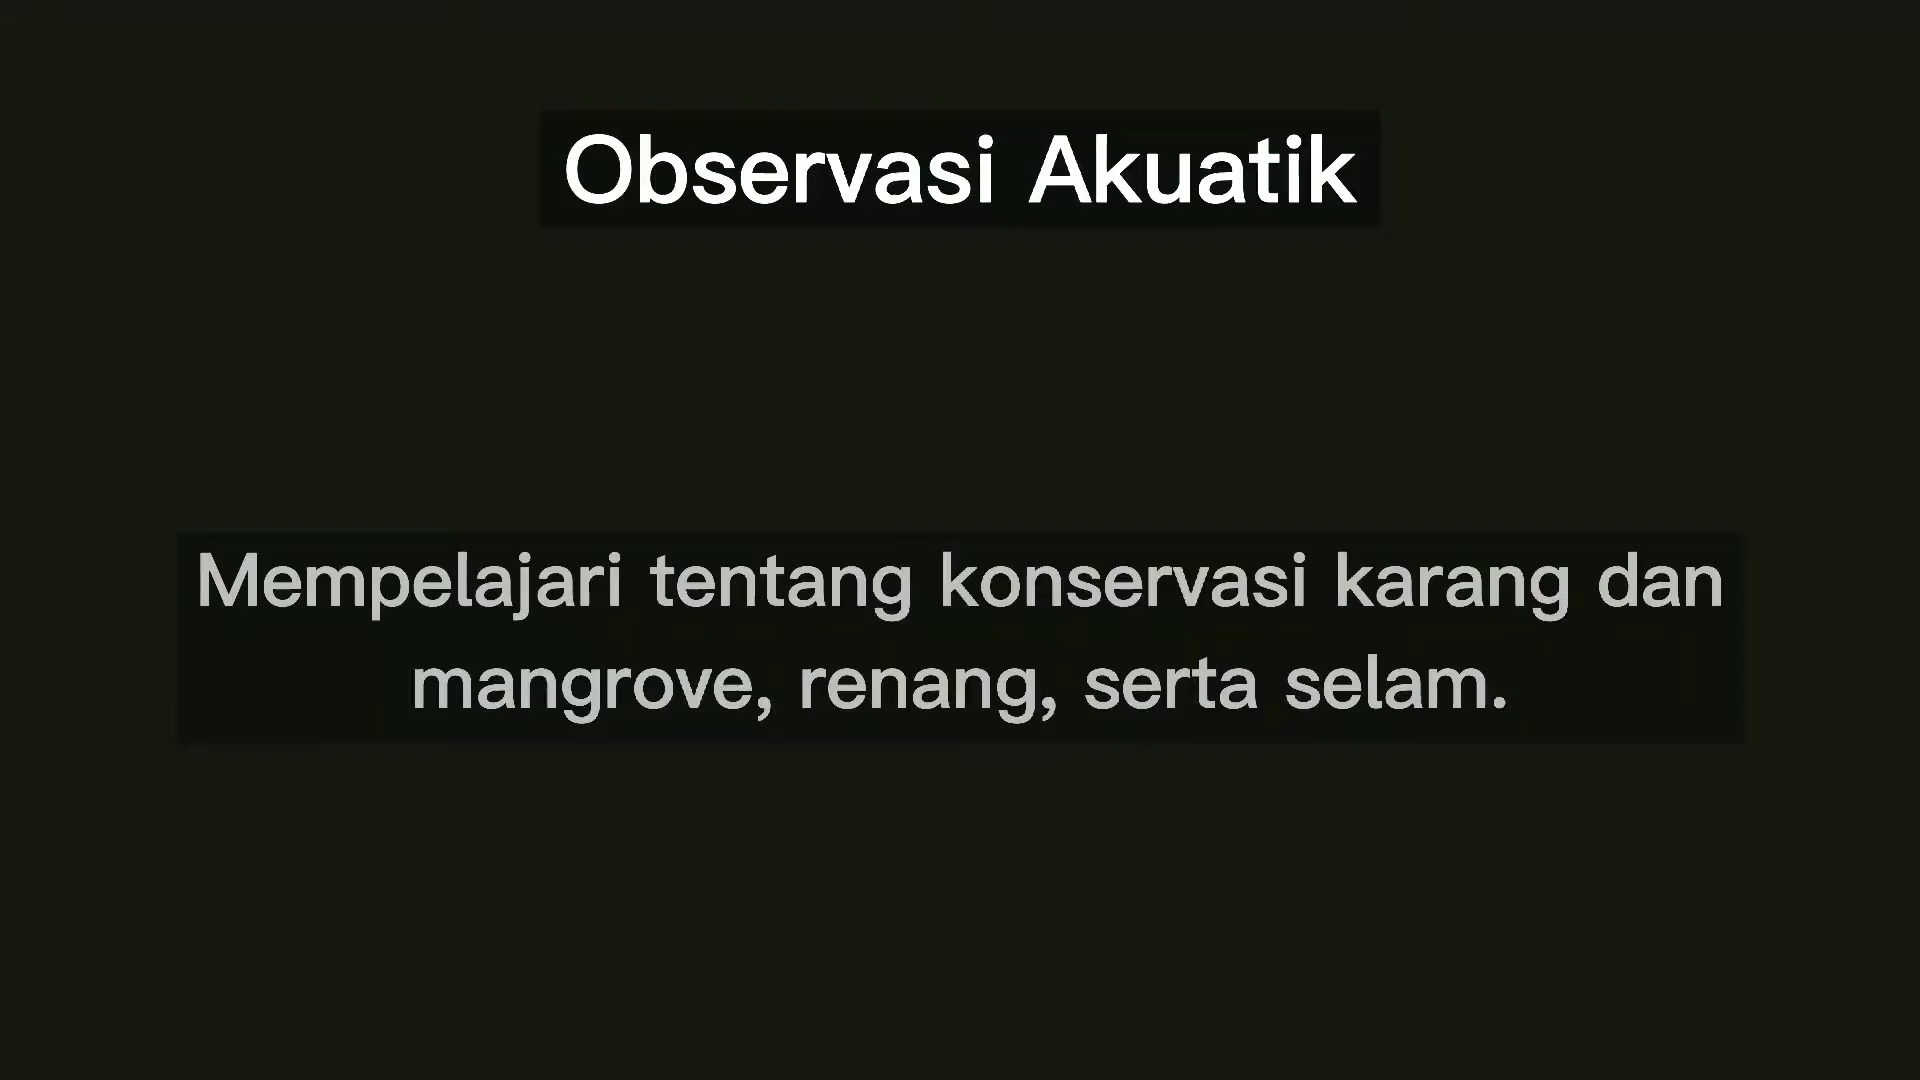 Observasi Akuatik
Mempelajari tentang konservasi karang dan
mangrove, renang, serta selam.